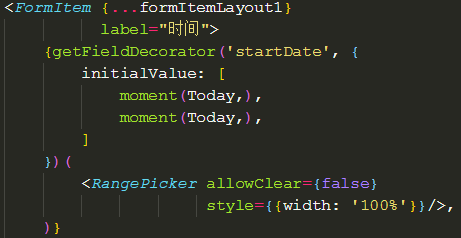 <FormItem {...formItemLayout1}
label="时间">
{getFieldDecorator('startDate', {
initialValue: [
moment(Today,),
moment(Today,),
]
})(
<RangePicker allowClear={false}
style={{width: '100%'}}/>,
)}